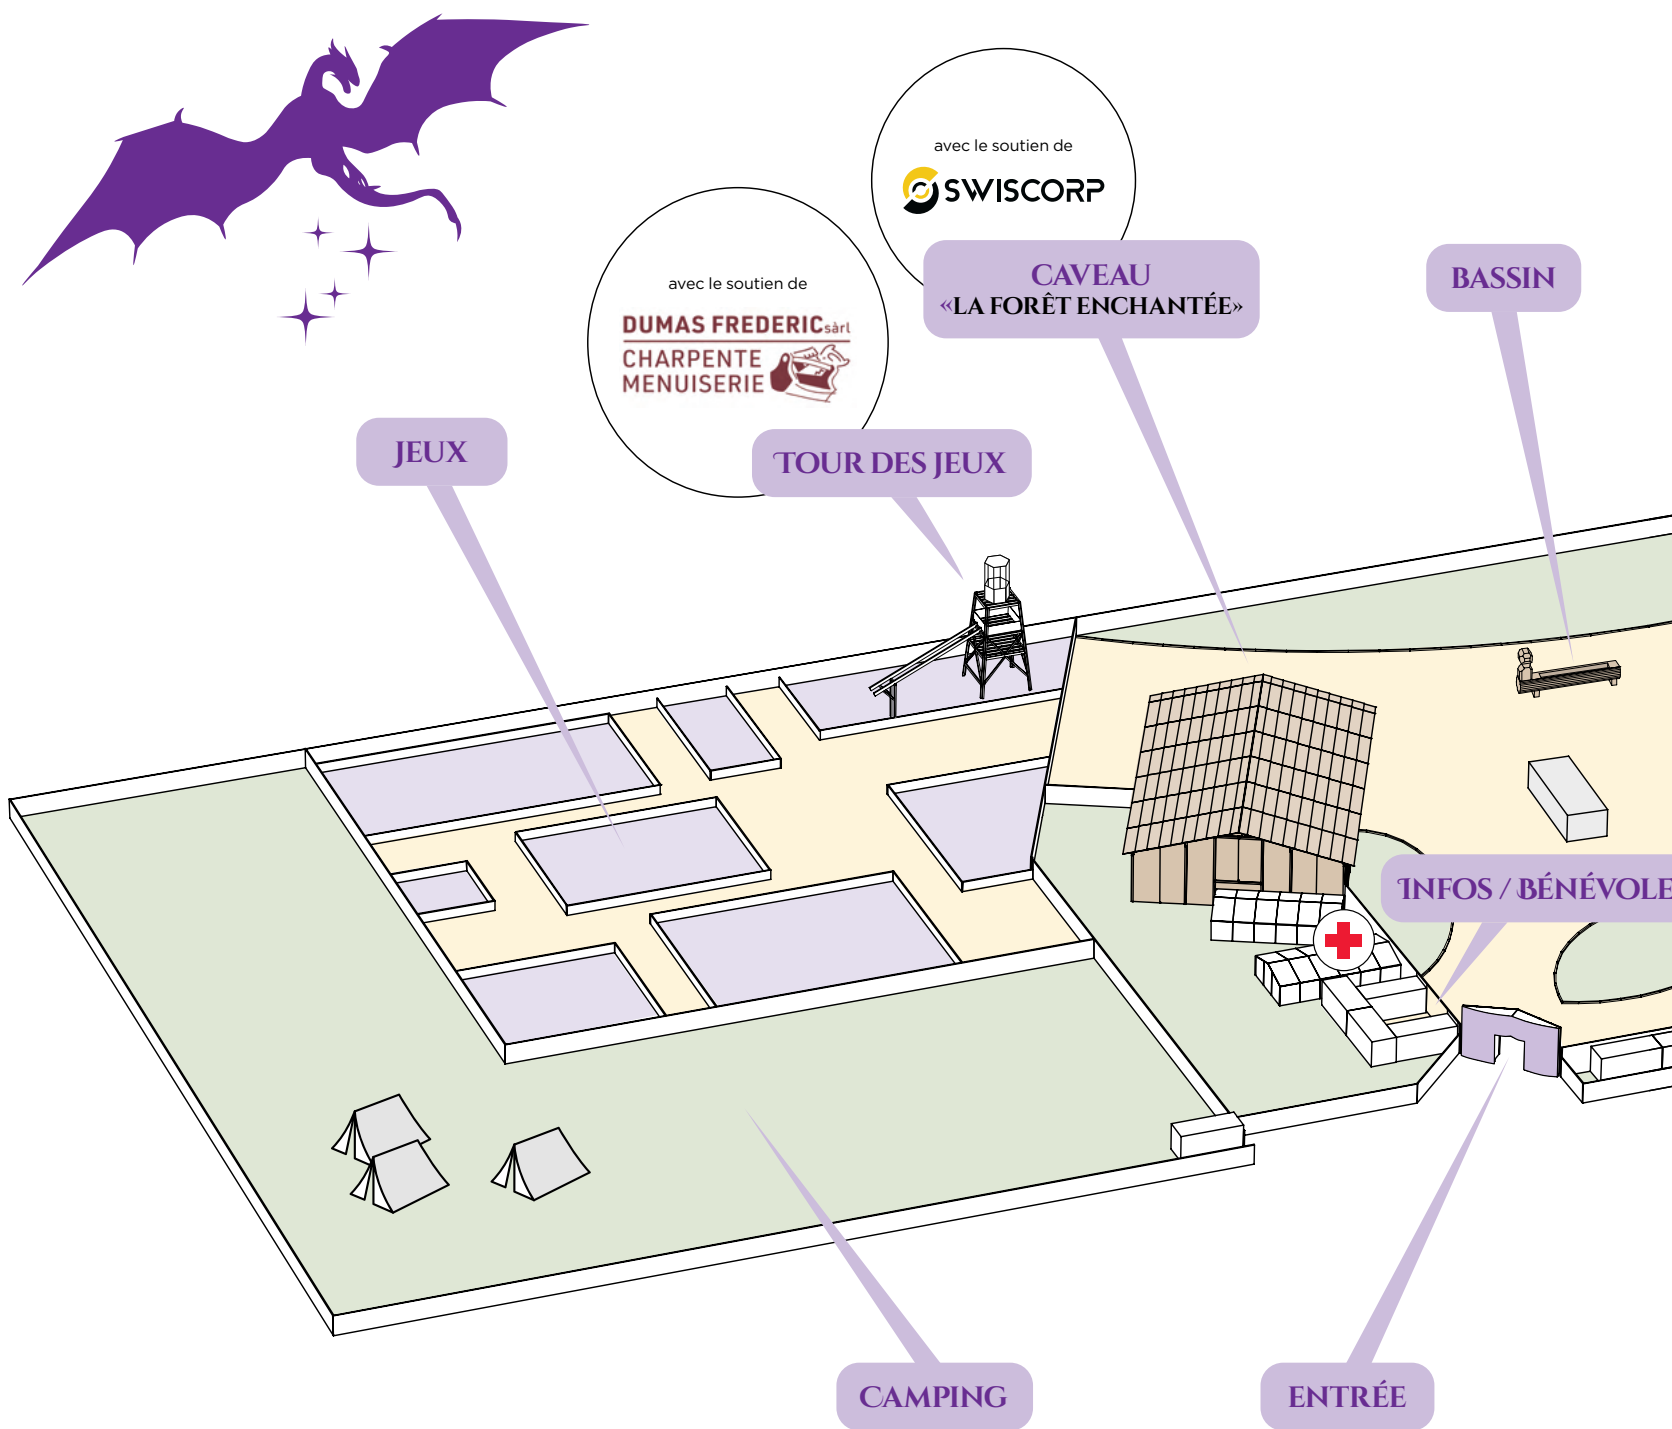 avec le soutien de
SWISCORP
avec le soutien de
DUMAS FREDERIC sàrl
CHARPENTE
MENUISERIE
CAVEAU
«LA FORÊT ENCHANTÉE»
BASSIN
JEUX
TOUR DES JEUX
INFOS / BÉNÉVOLE
CAMPING
ENTRÉE